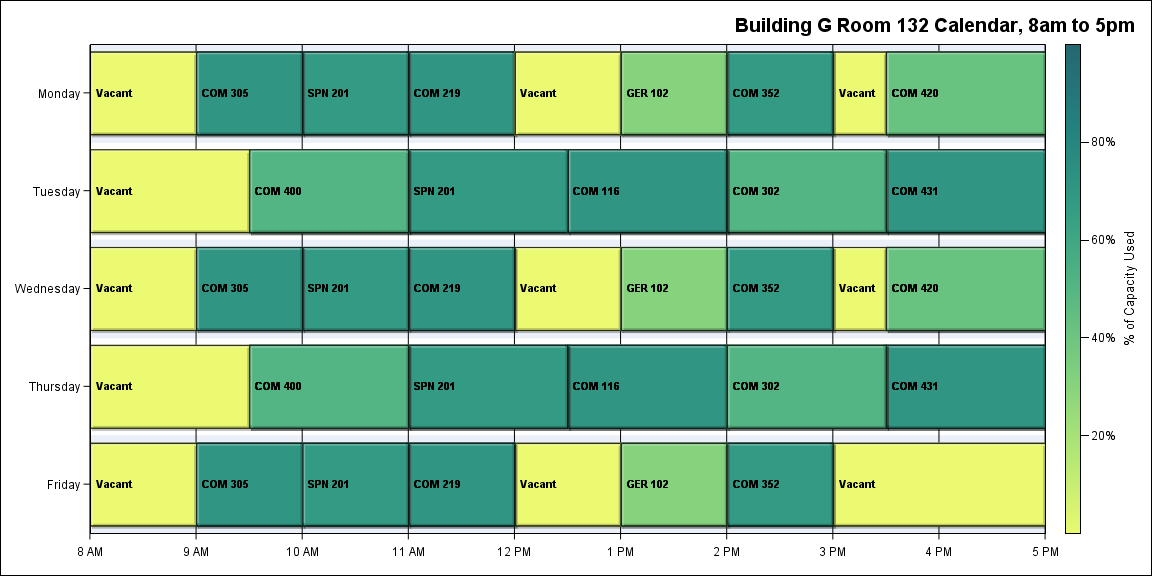 Building G Room 132 Calendar, 8am to 5pm
Monday
Vacant
COM 305
SPN 201
COM 219
Vacant
GER 102
COM 352
Vacant
COM 420
Tuesday
Vacant
COM 400
SPN 201
COM 116
COM 302
COM 431
Wednesday
Vacant
COM 305
SPN 201
COM 219
Vacant
GER 102
COM 352
Vacant
COM 420
Thursday
Vacant
COM 400
SPN 201
COM 116
COM 302
COM 431
Friday
Vacant
COM 305
SPN 201
COM 219
Vacant
GER 102
COM 352
Vacant
8 AM
9 AM
10 AM
11 AM
12 PM
1 PM
2 PM
3 PM
4 PM
5 PM
80%
60%
40%
20%
% of Capacity Used